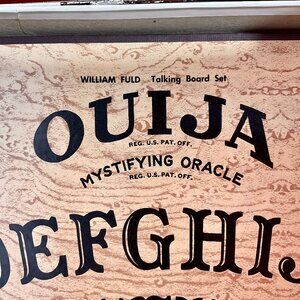 WILLIAM FULD Talking Board Set
OUIJA
REG. U.S. PAT. OFF.
MYSTIFYING ORACLE
REG. U.S. PAT. OFF.
DEFGHIJ